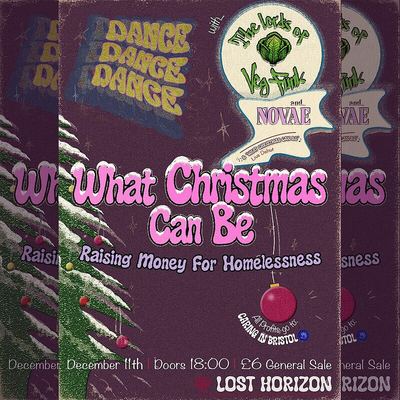 DANCE
DANCE
DANCE
with...
The Lords of
Veg Funk
and
NOVAE
What Christmas
Can Be
Raising Money For Homelessness
All Profits go to:
CARING IN BRISTOL
December 11th | Doors 18:00 | £6 General Sale
LOST HORIZON